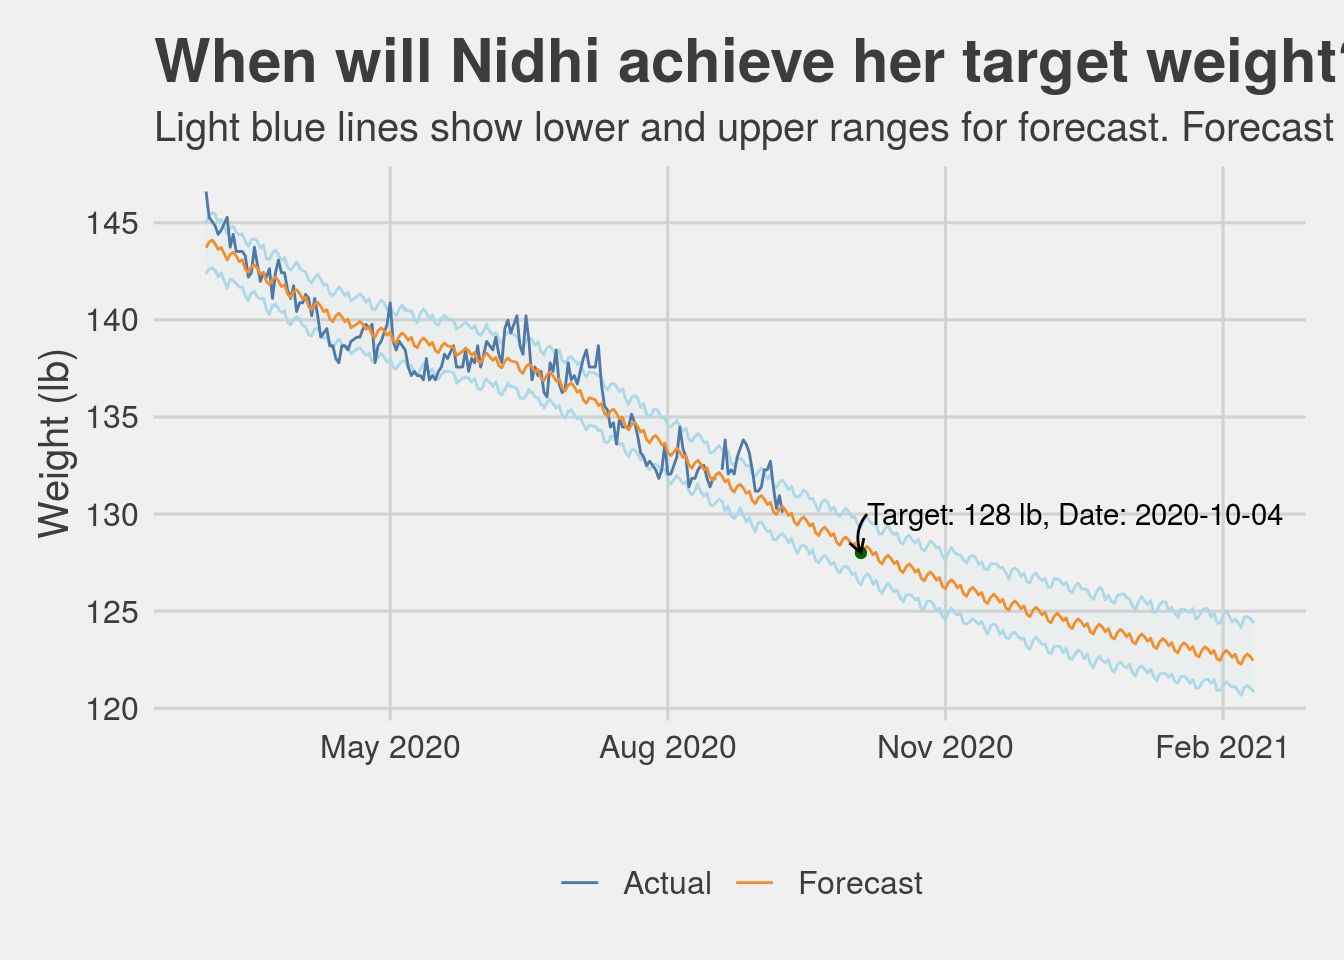 When will Nidhi achieve her target weight?
Light blue lines show lower and upper ranges for forecast. Forecast
Weight (lb)
145
140
135
130
125
120
Target: 128 lb, Date: 2020-10-04
May 2020
Aug 2020
Nov 2020
Feb 2021
Actual
Forecast